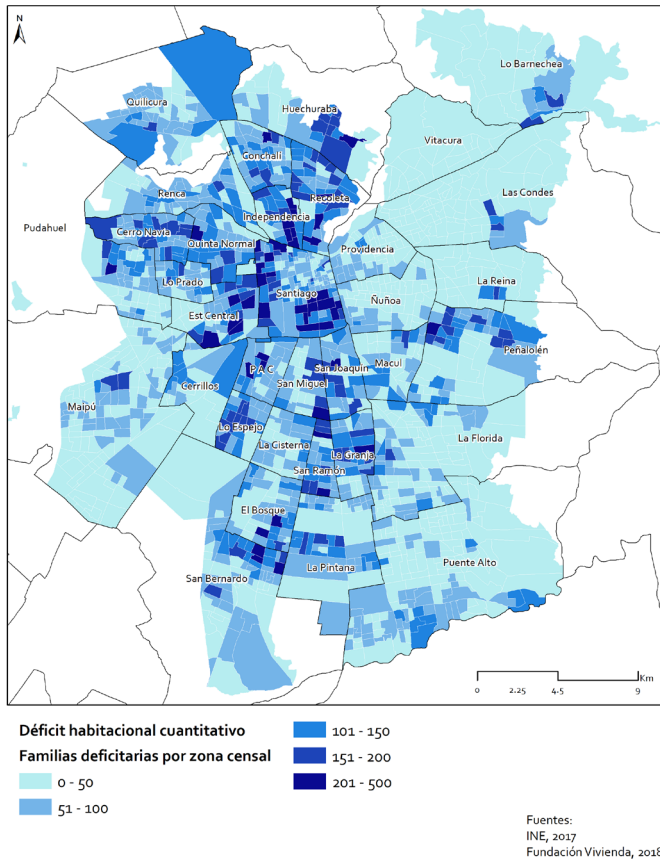 N
Lo Barnechea
Quilicura
Huechuraba
Vitacura
Conchalí
Las Condes
Renca
Recoleta
Independencia
Pudahuel
Cerro Navia
Quinta Normal
Providencia
Lo Prado
La Reina
Santiago
Ñuñoa
Est Central
Peñalolén
P A C
San Joaquín
Macul
Cerrillos
San Miguel
Maipú
Lo Espejo
La Florida
La Cisterna
La Granja
San Ramón
El Bosque
Puente Alto
La Pintana
San Bernardo
Km
0 2.25 4.5 9
Déficit habitacional cuantitativo
Familias deficitarias por zona censal
0 - 50
51 - 100
101 - 150
151 - 200
201 - 500
Fuentes:
INE, 2017
Fundación Vivienda, 2018